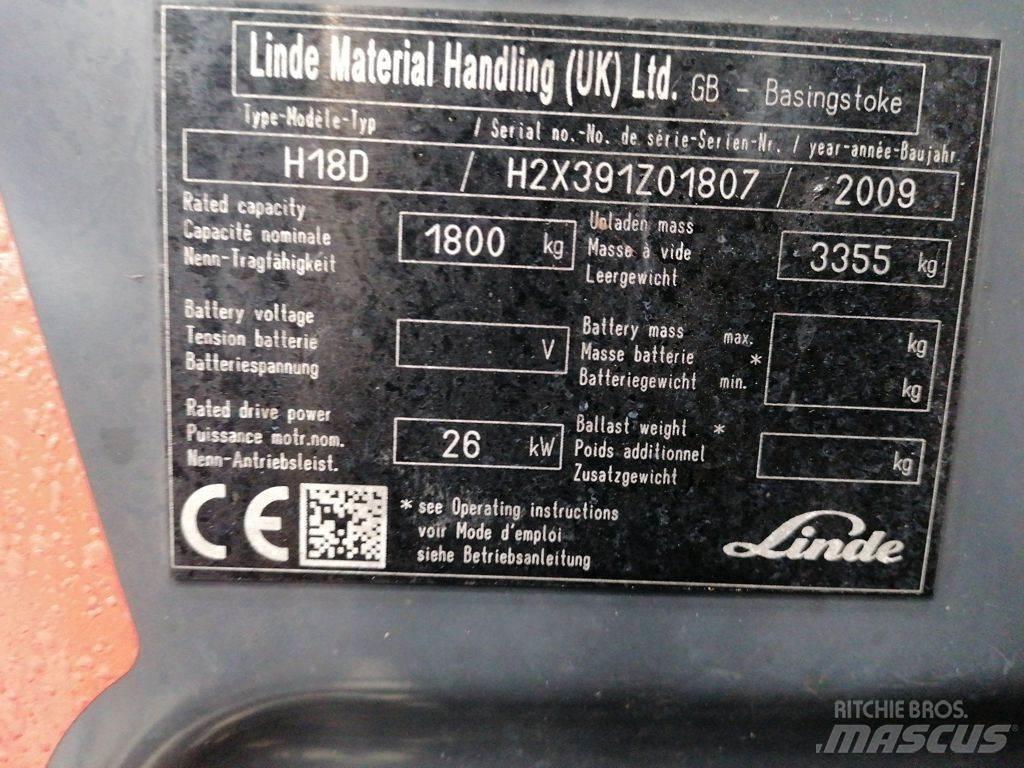 Linde Material Handling (UK) Ltd. GB - Basingstoke
Type-Modèle-Typ / Serial no.-No. de série-Serien-Nr. / year-année-Baujahr
H18D / H2X391Z01807 / 2009
Rated capacity
Capacité nominale
Nenn-Tragfähigkeit
1800 kg
Unladen mass
Masse à vide
Leergewicht
3355 kg
Battery voltage
Tension batterie
Batteriespannung
V
Battery mass max.
Masse batterie *
Batteriegewicht min.
kg
kg
Rated drive power
Puissance motr.nom.
Nenn-Antriebsleist.
26 kW
Ballast weight *
Poids additionnel
Zusatzgewicht
kg
CE
* see Operating instructions
voir Mode d'emploi
siehe Betriebsanleitung
Linde
RITCHIE BROS.
MASCUS